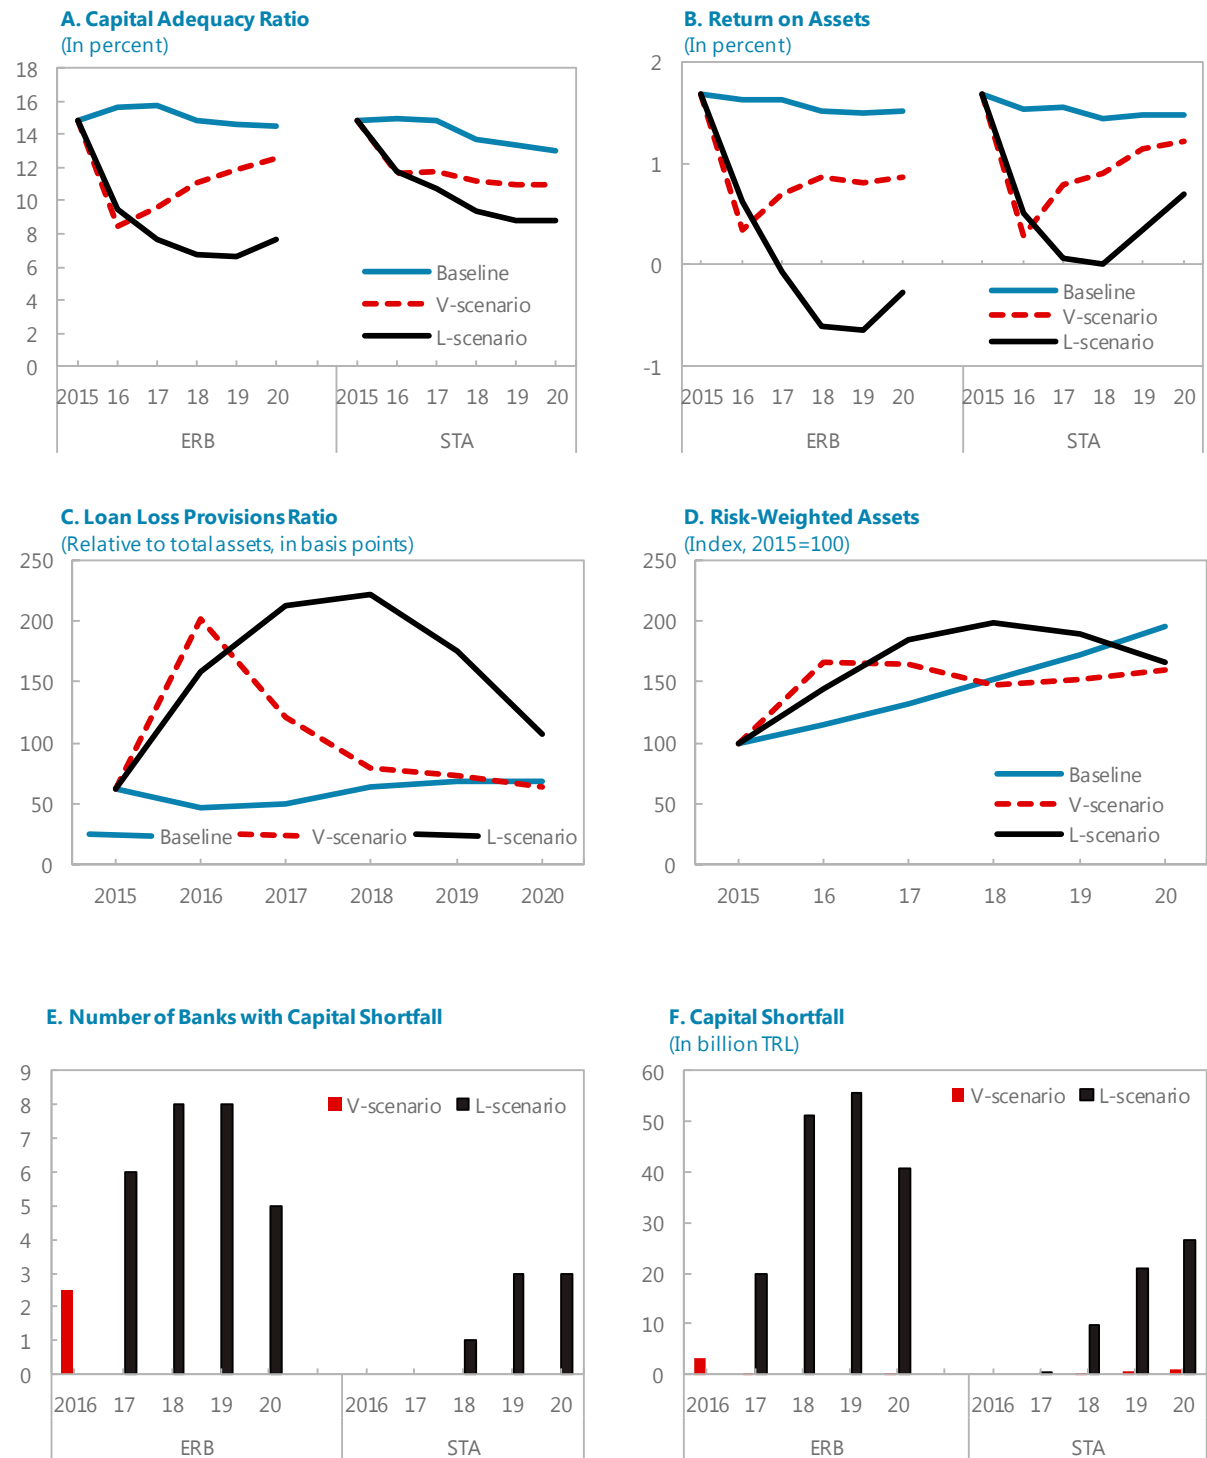 A. Capital Adequacy Ratio
(In percent)
18
16
14
12
10
8
6
4
2
0
Baseline
V-scenario
L-scenario
2015 16 17 18 19 20 2015 16 17 18 19 20
ERB STA
B. Return on Assets
(In percent)
2
1
0
-1
Baseline
V-scenario
L-scenario
2015 16 17 18 19 20 2015 16 17 18 19 20
ERB STA
C. Loan Loss Provisions Ratio
(Relative to total assets, in basis points)
250
200
150
100
50
0
Baseline V-scenario L-scenario
2015 2016 2017 2018 2019 2020
D. Risk-Weighted Assets
(Index, 2015=100)
250
200
150
100
50
0
Baseline
V-scenario
L-scenario
2015 16 17 18 19 20
E. Number of Banks with Capital Shortfall
9
8
7
6
5
4
3
2
1
0
V-scenario L-scenario
2016 17 18 19 20 2016 17 18 19 20
ERB STA
F. Capital Shortfall
(In billion TRL)
60
50
40
30
20
10
0
V-scenario L-scenario
2016 17 18 19 20 2016 17 18 19 20
ERB STA